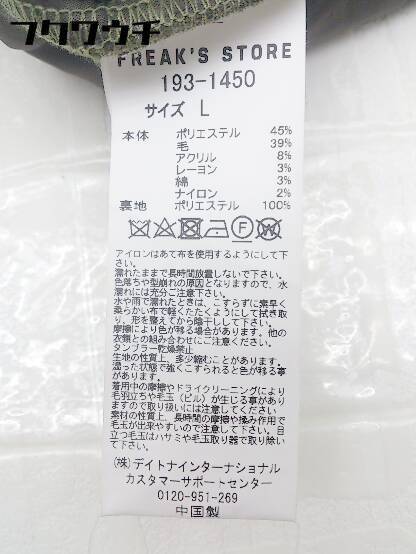 フクウクウチ
FREAK'S STORE
193-1450
サイズ L
本体 ポリエステル 45%
毛 39%
アクリル 8%
レーヨン 3%
綿 3%
ナイロン 2%
裏地 ポリエステル 100%
アイロンはあて布を使用するようにして下
さい。
濡れたままで長時間放置しないで下さい。
色落ちや型崩れの原因となりますので、水
濡れには充分ご注意下さい。
水や雨で濡れたときは、こすらずに素早く
柔らかい布で軽くたたくようにして拭き取
り、形を整えてから陰干しして下さい。
摩擦により色が移る場合があります。他の
衣類との組み合わせにご注意ください。
タンブラー乾燥禁止
生地の性質上、多少縮むことがあります。
湿った状態で強くこすられると色が移る事
があります。
着用中の摩擦やドライクリーニングにより
毛羽立ちや毛玉(ピル)が生じる事があり
ますので取り扱いには注意してください
素材の性質上、長時間の摩擦や揉み作用で
毛玉が出来やすいので注意して下さい。目
立つ毛玉はハサミや毛玉取り器で取り除い
て下さい。
(株)デイトナインターナショナル
カスタマーサポートセンター
0120-951-269
中国製